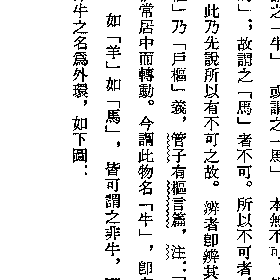 謂之「牛」　或謂之「馬」　本無不可
」；故謂之「馬」者不可。所以不可者，
此乃先說所以有不可之故。　辨者卽辨其
」乃「戶樞」義，管子有樞言篇，注：「
常居中而轉動。今謂此物名「牛」，卽
如「羊」如「馬」，　皆可謂之非牛，
牛之名爲外環，如下圖：